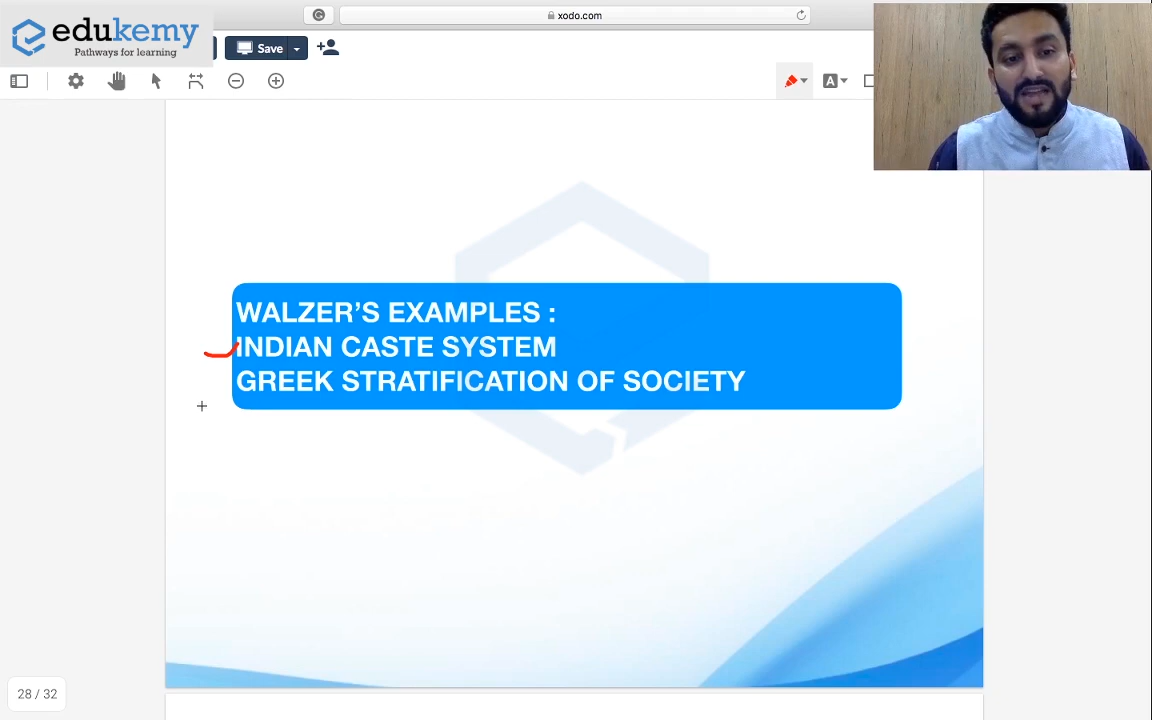 edukemy
Pathways for learning
Save
xodo.com
A
WALZER'S EXAMPLES :
INDIAN CASTE SYSTEM
GREEK STRATIFICATION OF SOCIETY
28 / 32